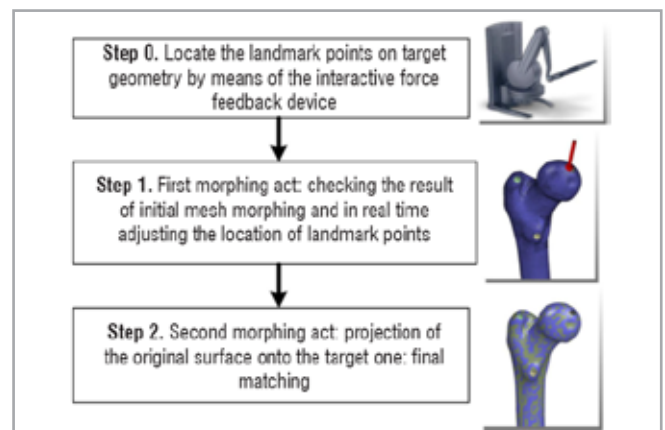 Step 0. Locate the landmark points on target
geometry by means of the interactive force
feedback device
Step 1. First morphing act: checking the result
of initial mesh morphing and in real time
adjusting the location of landmark points
Step 2. Second morphing act: projection of
the original surface onto the target one: final
matching